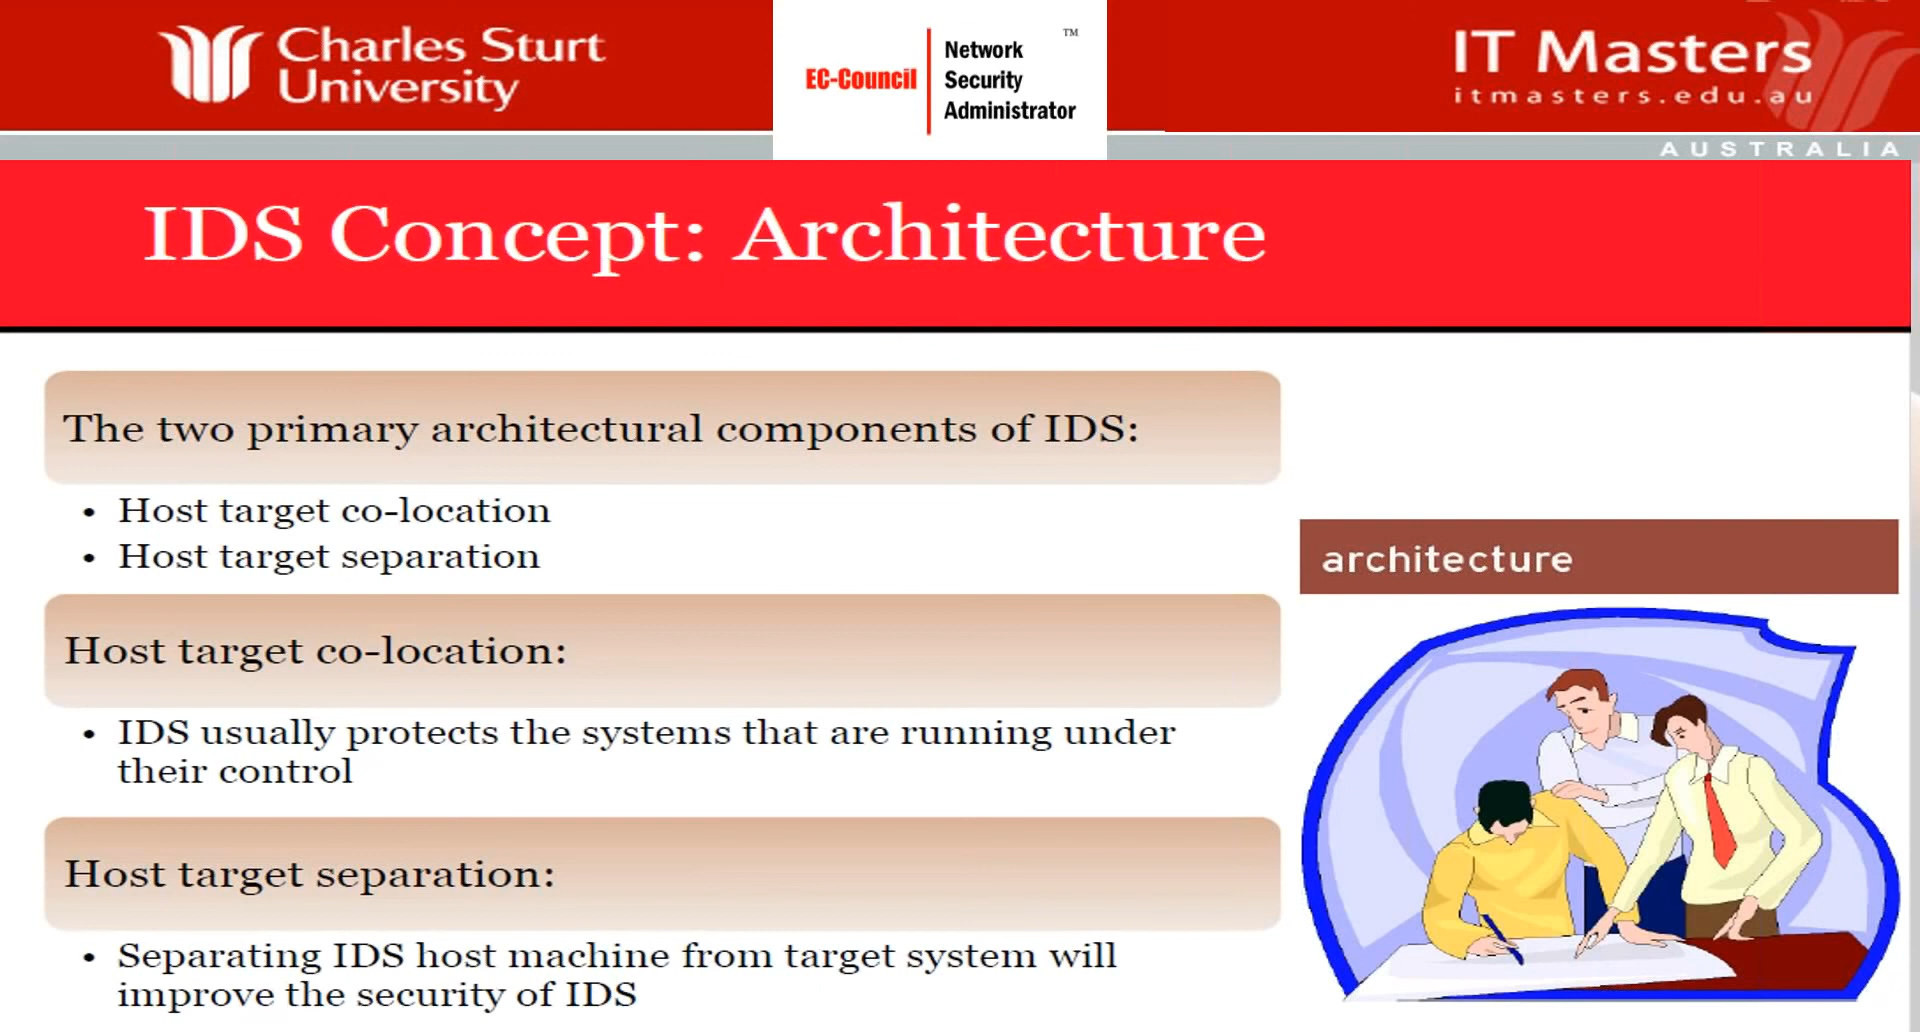 Charles Sturt
University
EC-Council
Network
Security
Administrator
TM
IT Masters
itmasters.edu.au
AUSTRALIA
IDS Concept: Architecture
The two primary architectural components of IDS:
• Host target co-location
• Host target separation
Host target co-location:
• IDS usually protects the systems that are running under
their control
Host target separation:
• Separating IDS host machine from target system will
improve the security of IDS
architecture